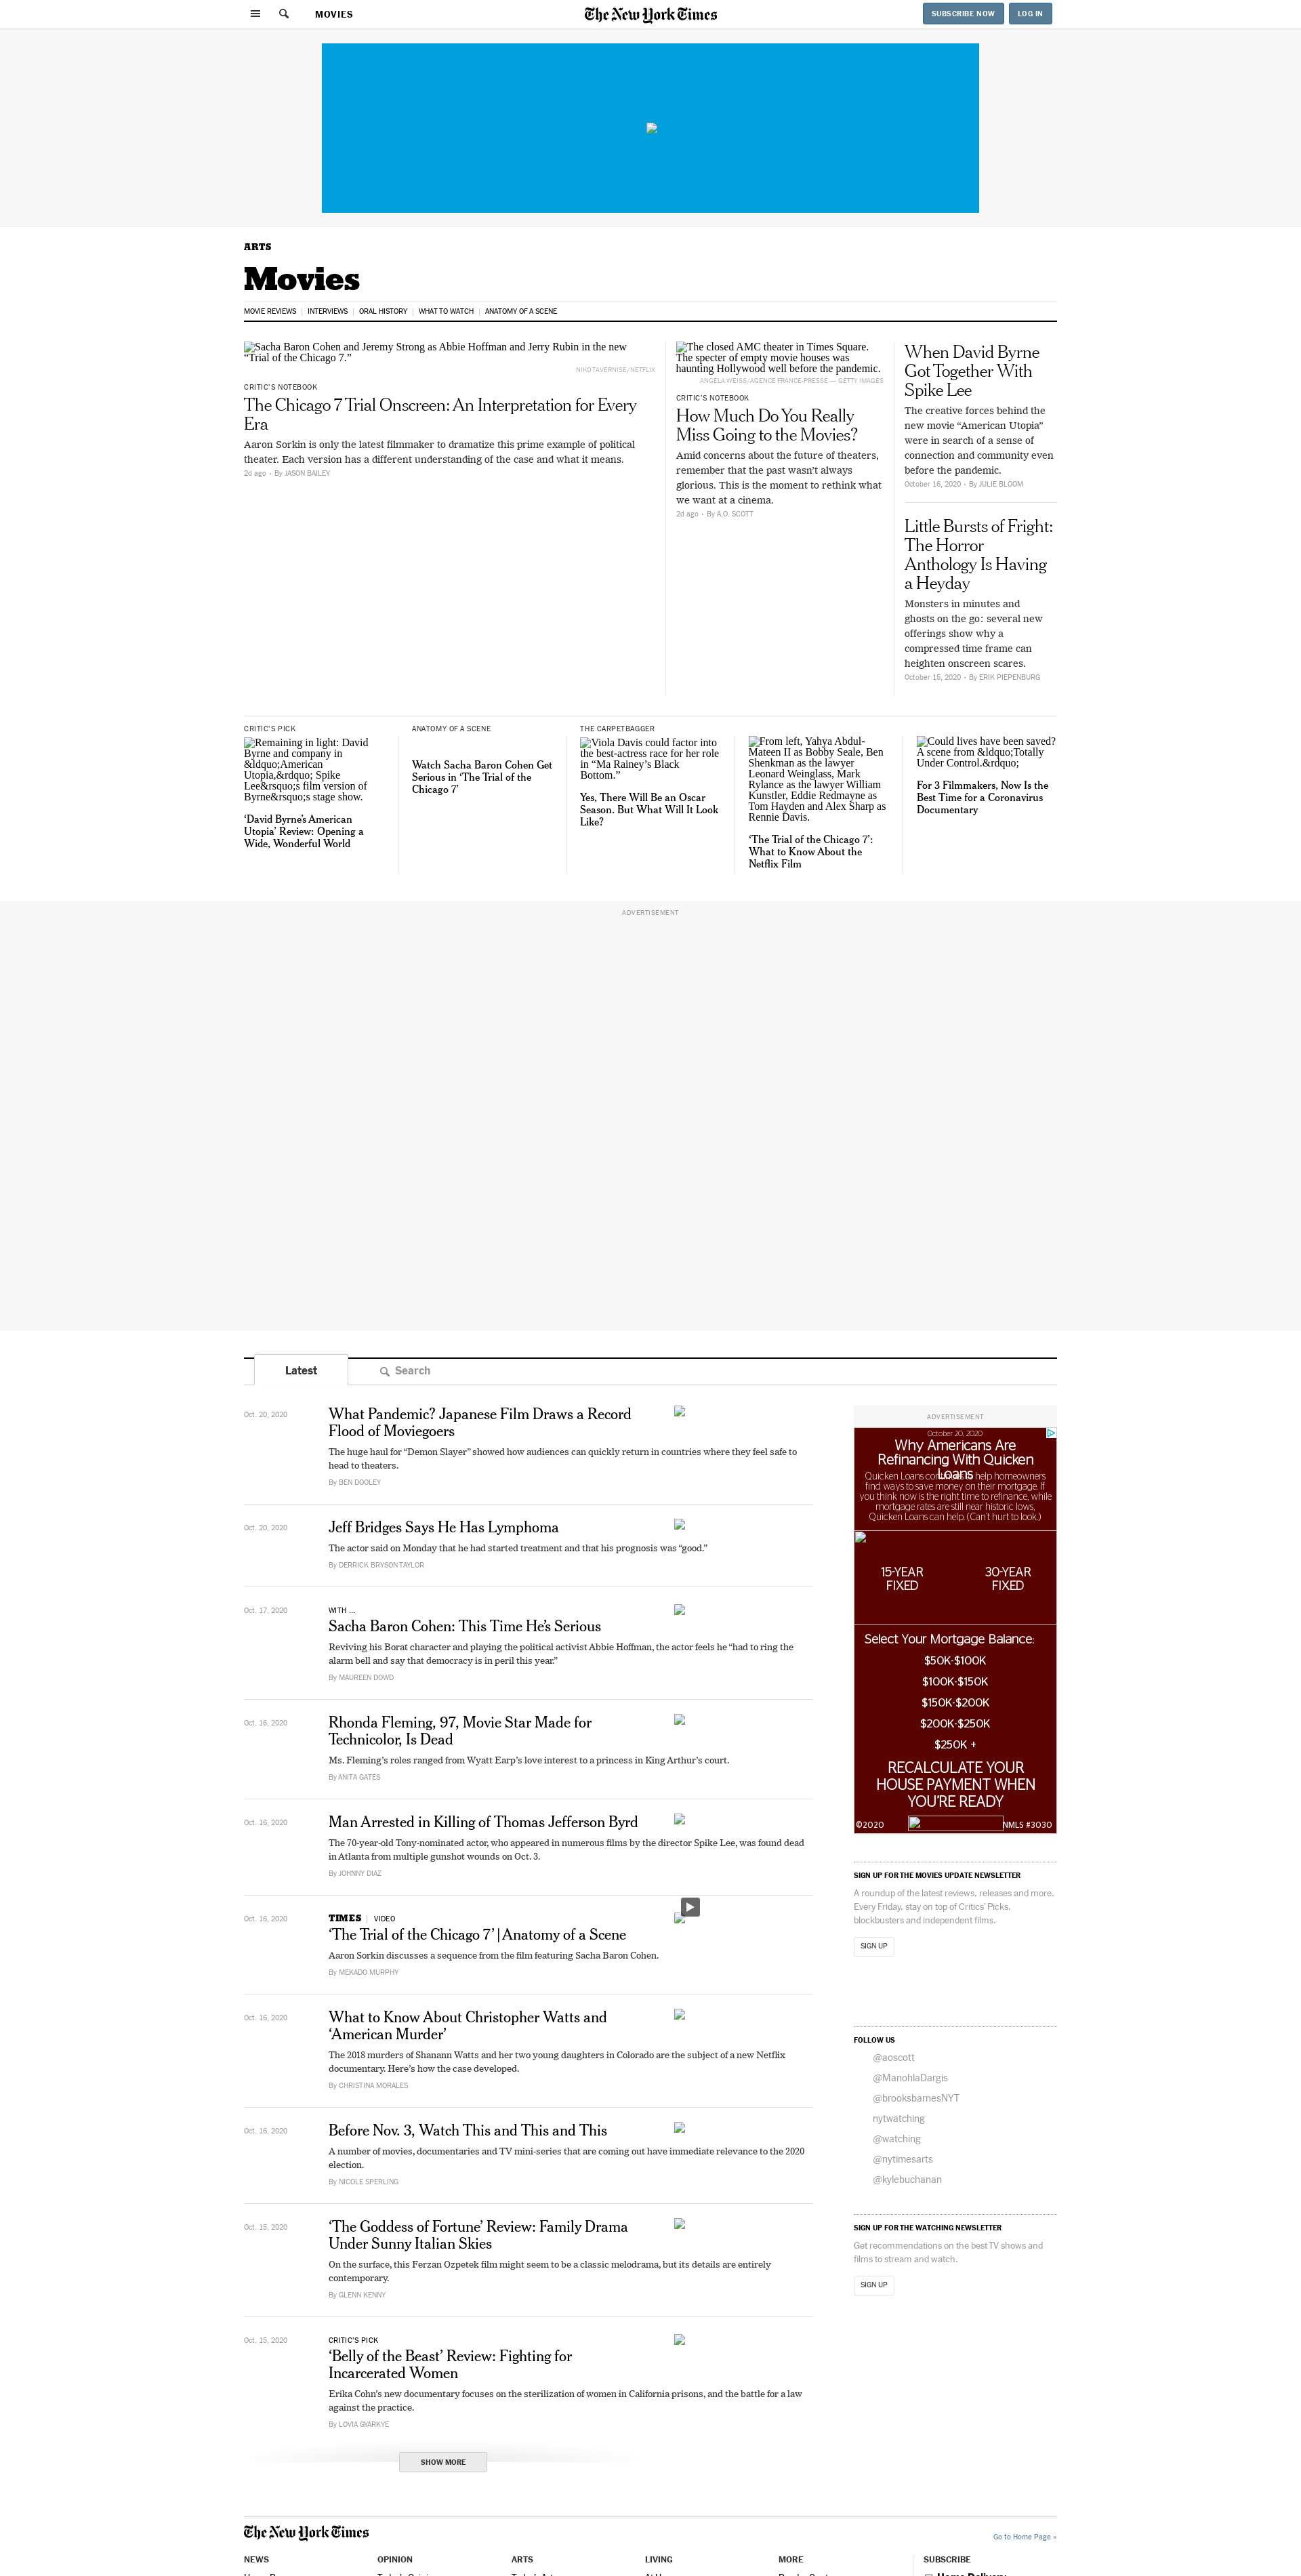 MOVIES
The New York Times
SUBSCRIBE NOW
LOG IN
ARTS
Movies
MOVIE REVIEWS
INTERVIEWS
ORAL HISTORY
WHAT TO WATCH
ANATOMY OF A SCENE
Sacha Baron Cohen and Jeremy Strong as Abbie Hoffman and Jerry Rubin in the new
“Trial of the Chicago 7.”
NIKO TAVERNISE/NETFLIX
CRITIC'S NOTEBOOK
The Chicago 7 Trial Onscreen: An Interpretation for Every
Era
Aaron Sorkin is only the latest filmmaker to dramatize this prime example of political
theater. Each version has a different understanding of the case and what it means.
2d ago • By JASON BAILEY
The closed AMC theater in Times Square.
The specter of empty movie houses was
haunting Hollywood well before the pandemic.
ANGELA WEISS/AGENCE FRANCE-PRESSE — GETTY IMAGES
CRITIC'S NOTEBOOK
How Much Do You Really
Miss Going to the Movies?
Amid concerns about the future of theaters,
remember that the past wasn’t always
glorious. This is the moment to rethink what
we want at a cinema.
2d ago • By A.O. SCOTT
When David Byrne
Got Together With
Spike Lee
The creative forces behind the
new movie “American Utopia”
were in search of a sense of
connection and community even
before the pandemic.
October 16, 2020 • By JULIE BLOOM
Little Bursts of Fright:
The Horror
Anthology Is Having
a Heyday
Monsters in minutes and
ghosts on the go: several new
offerings show why a
compressed time frame can
heighten onscreen scares.
October 15, 2020 • By ERIK PIEPENBURG
CRITIC'S PICK
Remaining in light: David
Byrne and company in
&ldquo;American
Utopia,&rdquo; Spike
Lee&rsquo;s film version of
Byrne&rsquo;s stage show.
‘David Byrne’s American
Utopia’ Review: Opening a
Wide, Wonderful World
ANATOMY OF A SCENE
Watch Sacha Baron Cohen Get
Serious in ‘The Trial of the
Chicago 7’
THE CARPETBAGGER
Viola Davis could factor into
the best-actress race for her role
in “Ma Rainey’s Black
Bottom.”
Yes, There Will Be an Oscar
Season. But What Will It Look
Like?
From left, Yahya Abdul-
Mateen II as Bobby Seale, Ben
Shenkman as the lawyer
Leonard Weinglass, Mark
Rylance as the lawyer William
Kunstler, Eddie Redmayne as
Tom Hayden and Alex Sharp as
Rennie Davis.
‘The Trial of the Chicago 7’:
What to Know About the
Netflix Film
Could lives have been saved?
A scene from &ldquo;Totally
Under Control.&rdquo;
For 3 Filmmakers, Now Is the
Best Time for a Coronavirus
Documentary
ADVERTISEMENT
Latest
Search
Oct. 20, 2020
What Pandemic? Japanese Film Draws a Record
Flood of Moviegoers
The huge haul for “Demon Slayer” showed how audiences can quickly return in countries where they feel safe to
head to theaters.
By BEN DOOLEY
Oct. 20, 2020
Jeff Bridges Says He Has Lymphoma
The actor said on Monday that he had started treatment and that his prognosis was “good.”
By DERRICK BRYSON TAYLOR
Oct. 17, 2020
WITH ...
Sacha Baron Cohen: This Time He’s Serious
Reviving his Borat character and playing the political activist Abbie Hoffman, the actor feels he “had to ring the
alarm bell and say that democracy is in peril this year.”
By MAUREEN DOWD
Oct. 16, 2020
Rhonda Fleming, 97, Movie Star Made for
Technicolor, Is Dead
Ms. Fleming’s roles ranged from Wyatt Earp’s love interest to a princess in King Arthur’s court.
By ANITA GATES
Oct. 16, 2020
Man Arrested in Killing of Thomas Jefferson Byrd
The 70-year-old Tony-nominated actor, who appeared in numerous films by the director Spike Lee, was found dead
in Atlanta from multiple gunshot wounds on Oct. 3.
By JOHNNY DIAZ
Oct. 16, 2020
TIMES | VIDEO
‘The Trial of the Chicago 7’ | Anatomy of a Scene
Aaron Sorkin discusses a sequence from the film featuring Sacha Baron Cohen.
By MEKADO MURPHY
Oct. 16, 2020
What to Know About Christopher Watts and
‘American Murder’
The 2018 murders of Shanann Watts and her two young daughters in Colorado are the subject of a new Netflix
documentary. Here’s how the case developed.
By CHRISTINA MORALES
Oct. 16, 2020
Before Nov. 3, Watch This and This and This
A number of movies, documentaries and TV mini-series that are coming out have immediate relevance to the 2020
election.
By NICOLE SPERLING
Oct. 15, 2020
‘The Goddess of Fortune’ Review: Family Drama
Under Sunny Italian Skies
On the surface, this Ferzan Ozpetek film might seem to be a classic melodrama, but its details are entirely
contemporary.
By GLENN KENNY
Oct. 15, 2020
CRITIC'S PICK
‘Belly of the Beast’ Review: Fighting for
Incarcerated Women
Erika Cohn’s new documentary focuses on the sterilization of women in California prisons, and the battle for a law
against the practice.
By LOVIA GYARKYE
SHOW MORE
ADVERTISEMENT
October 20, 2020
Why Americans Are
Refinancing With Quicken
Loans
Quicken Loans continues to help homeowners
find ways to save money on their mortgage. If
you think now is the right time to refinance, while
mortgage rates are still near historic lows,
Quicken Loans can help. (Can't hurt to look.)
15-YEAR
FIXED
30-YEAR
FIXED
Select Your Mortgage Balance:
$50K-$100K
$100K-$150K
$150K-$200K
$200K-$250K
$250K +
RECALCULATE YOUR
HOUSE PAYMENT WHEN
YOU'RE READY
©2020
NMLS #3030
SIGN UP FOR THE MOVIES UPDATE NEWSLETTER
A roundup of the latest reviews, releases and more.
Every Friday, stay on top of Critics’ Picks,
blockbusters and independent films.
SIGN UP
FOLLOW US
@aoscott
@ManohlaDargis
@brooksbarnesNYT
nytwatching
@watching
@nytimesarts
@kylebuchanan
SIGN UP FOR THE WATCHING NEWSLETTER
Get recommendations on the best TV shows and
films to stream and watch.
SIGN UP
The New York Times
Go to Home Page »
NEWS
OPINION
ARTS
LIVING
MORE
SUBSCRIBE